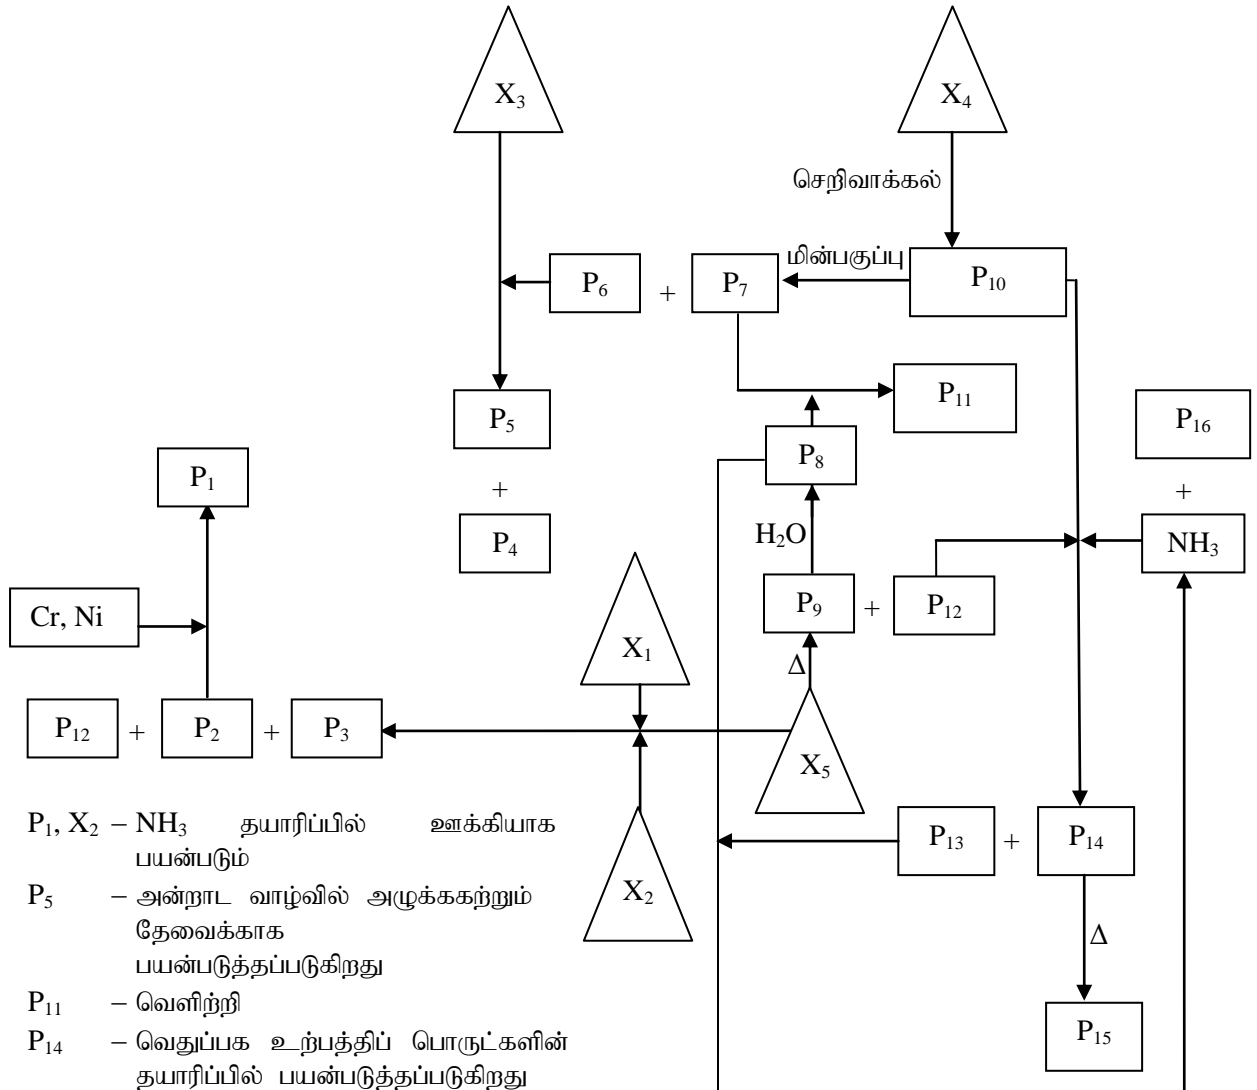 X₃
X₄
செறிவாக்கல்
மின்பகுப்பு
P₆ + P₇
P₁₀
P₅
P₁₁
P₁₆
P₁
P₈
+
+
P₄
H₂O
NH₃
Cr, Ni
X₁
P₉ + P₁₂
Δ
P₁₂ + P₂ + P₃
X₅
P₁, X₂ – NH₃ தயாரிப்பில் ஊக்கியாக
பயன்படும்
P₅ – அன்றாட வாழ்வில் அழுக்ககற்றும்
தேவைக்காக
பயன்படுத்தப்படுகிறது
P₁₁ – வெளிற்றி
P₁₄ – வெதுப்பக உற்பத்திப் பொருட்களின்
தயாரிப்பில் பயன்படுத்தப்படுகிறது
X₂
P₁₃ + P₁₄
Δ
P₁₅